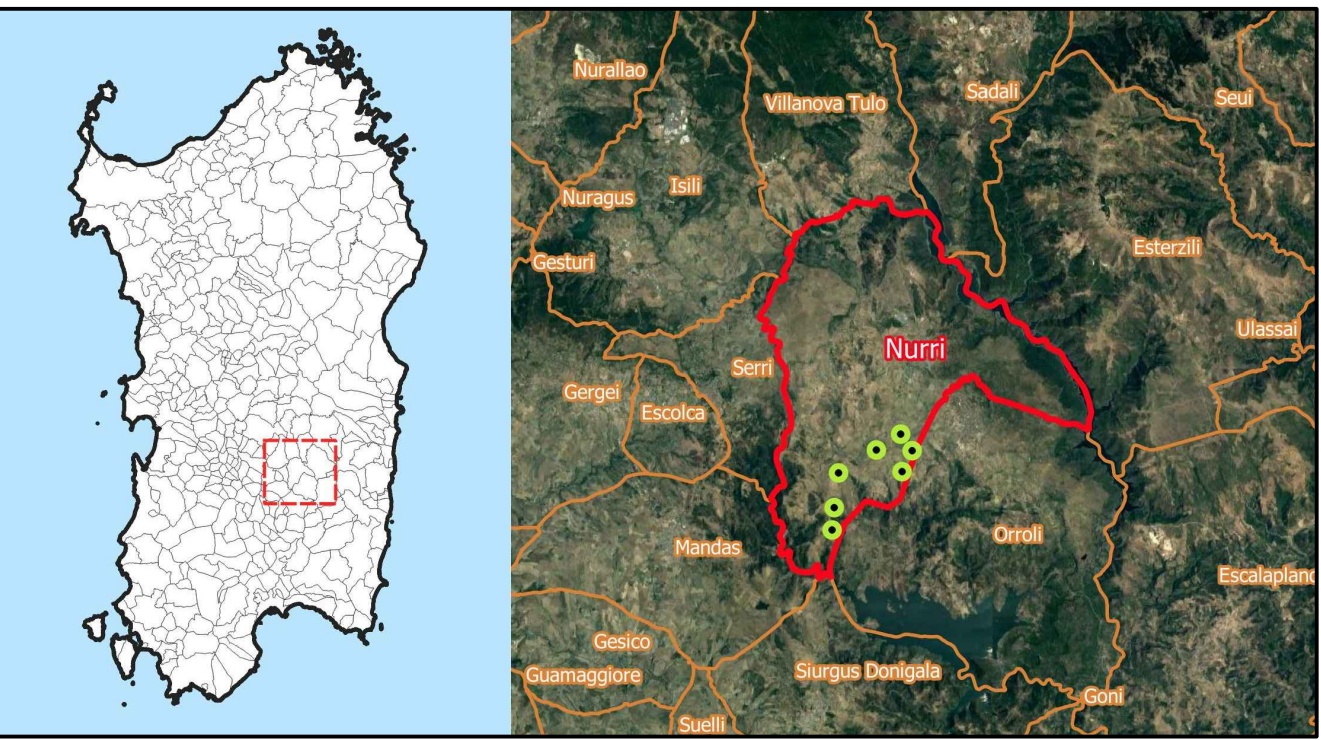 Nurallao
Villanova Tulo
Sadali
Seui
Isili
Nuragus
Esterzili
Gesturi
Ulassai
Nurri
Serri
Gergei
Escolca
Orroli
Mandas
Escalaplano
Gesico
Guamaggiore
Siurgus Donigala
Goni
Suelli